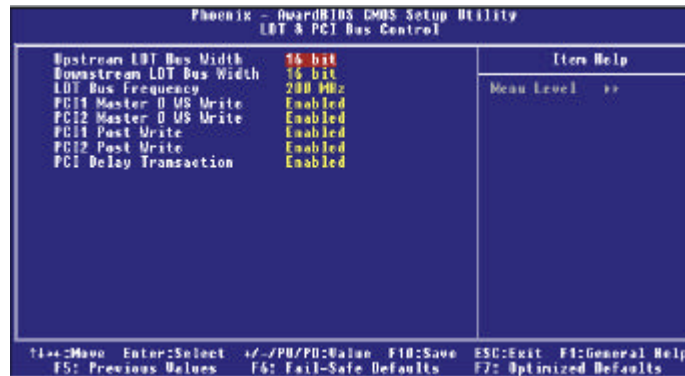 Phoenix - AwardBIOS CMOS Setup Utility
LDT & PCI Bus Control
Upstream LDT Bus Width 16 bit
Downstream LDT Bus Width 16 bit
LDT Bus Frequency 200 MHz
PCI1 Master 0 WS Write Enabled
PCI2 Master 0 WS Write Enabled
PCI1 Post Write Enabled
PCI2 Post Write Enabled
PCI Delay Transaction Enabled
Item Help
Menu Level ▸▸
↑↓→←:Move Enter:Select +/-/PU/PD:Value F10:Save ESC:Exit F1:General Help
F5: Previous Values F6: Fail-Safe Defaults F7: Optimized Defaults